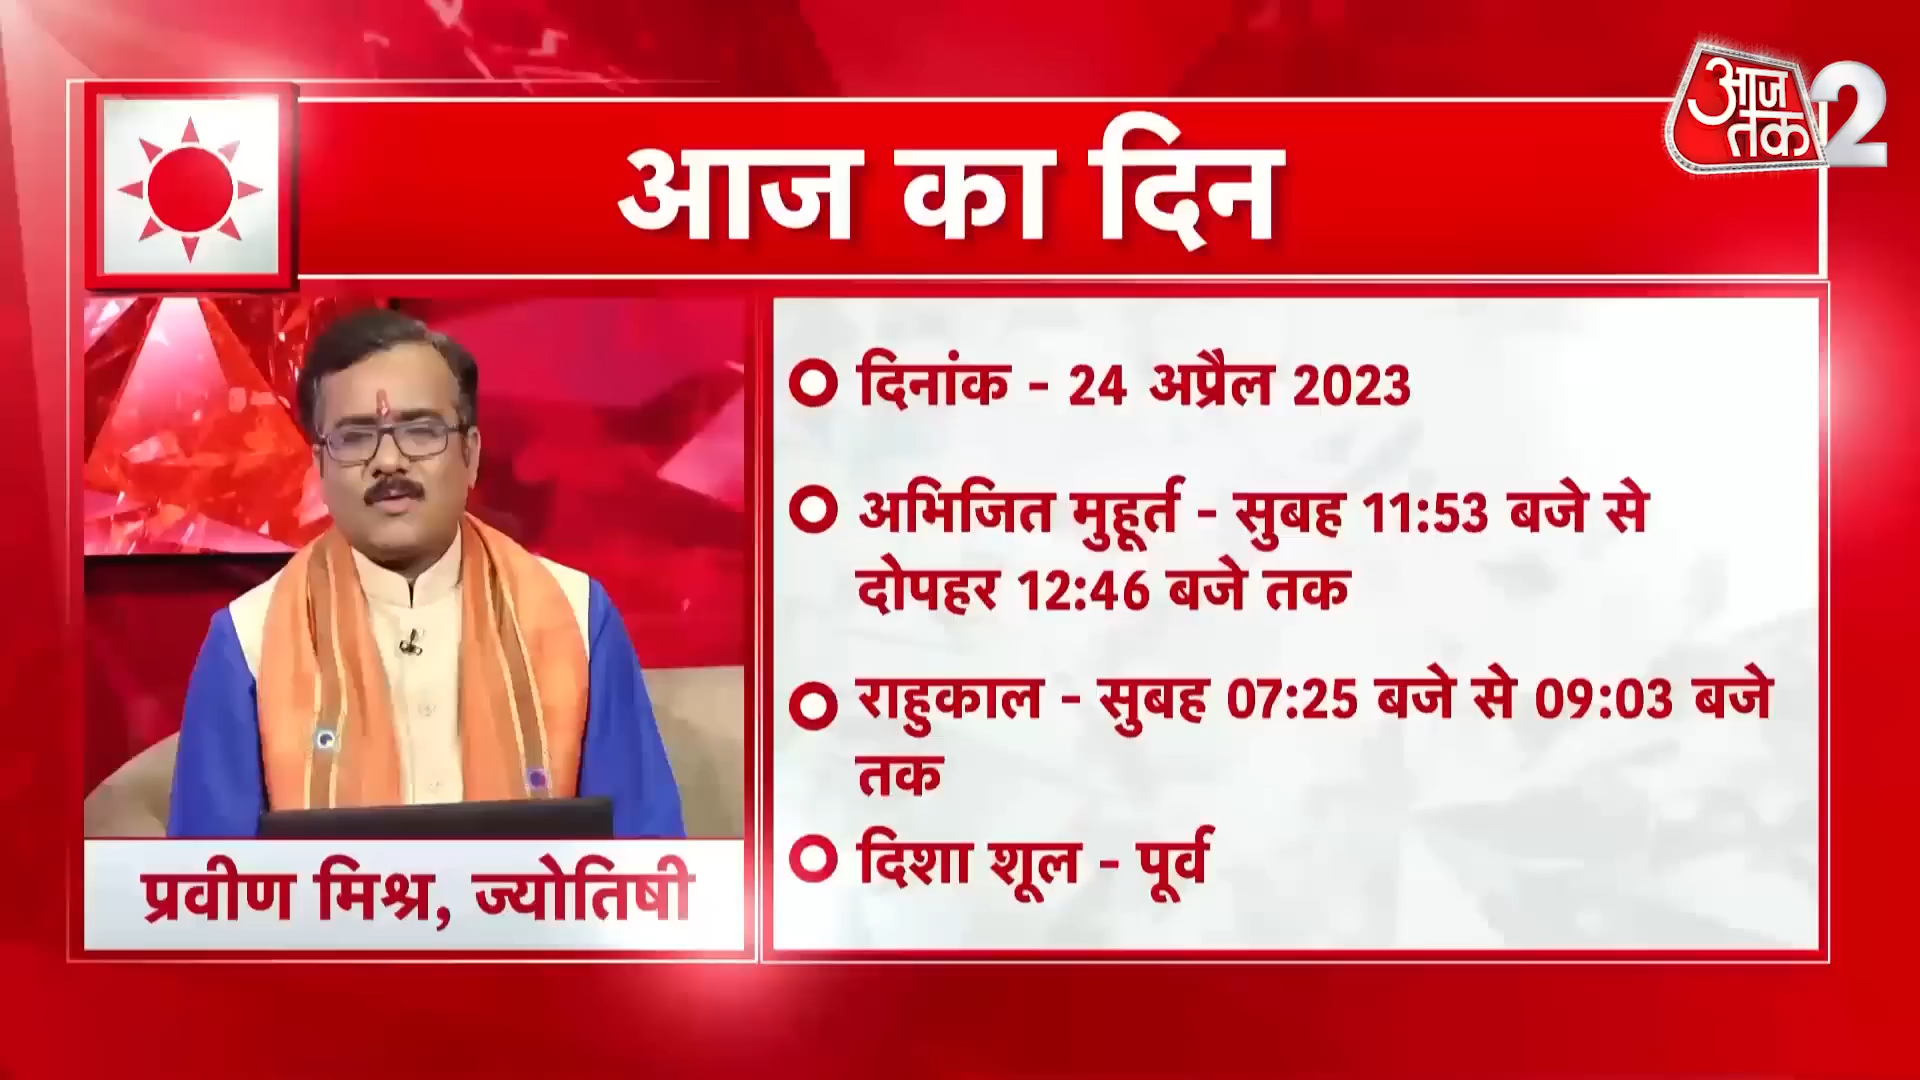 आज का दिन
आज
तक 2
दिनांक - 24 अप्रैल 2023
अभिजित मुहूर्त - सुबह 11:53 बजे से
दोपहर 12:46 बजे तक
राहुकाल - सुबह 07:25 बजे से 09:03 बजे
तक
दिशा शूल - पूर्व
प्रवीण मिश्र, ज्योतिषी